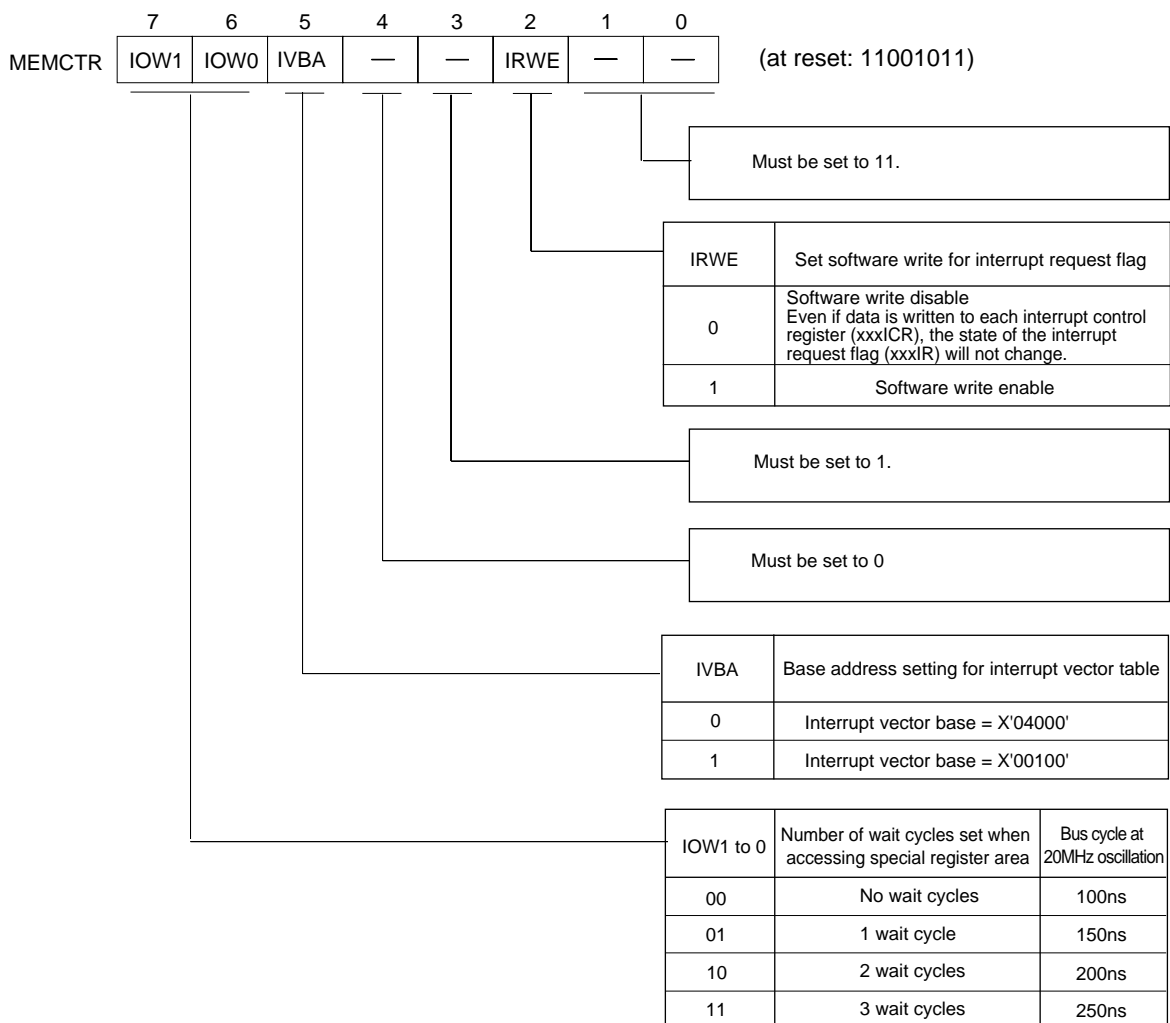 7 6 5 4 3 2 1 0
MEMCTR IOW1 IOW0 IVBA — — IRWE — — (at reset: 11001011)
Must be set to 11.
IRWE Set software write for interrupt request flag
0 Software write disable
Even if data is written to each interrupt control
register (xxxICR), the state of the interrupt
request flag (xxxIR) will not change.
1 Software write enable
Must be set to 1.
Must be set to 0
IVBA Base address setting for interrupt vector table
0 Interrupt vector base = X'04000'
1 Interrupt vector base = X'00100'
IOW1 to 0 Number of wait cycles set when accessing special register area Bus cycle at 20MHz oscillation
00 No wait cycles 100ns
01 1 wait cycle 150ns
10 2 wait cycles 200ns
11 3 wait cycles 250ns